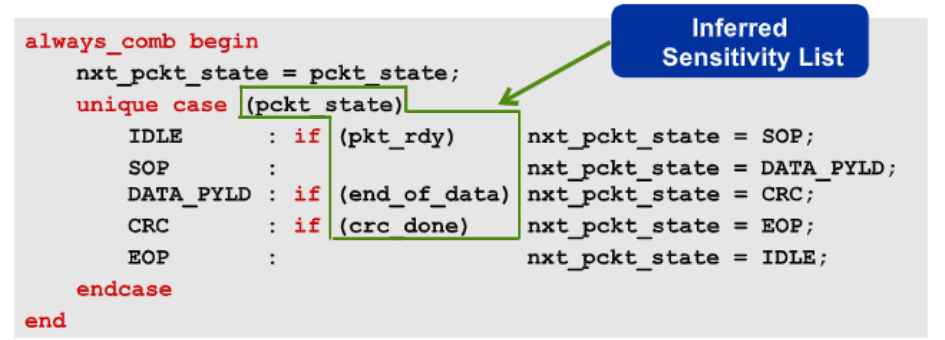 Inferred
Sensitivity List
always_comb begin
    nxt_pckt_state = pckt_state;
    unique case (pckt_state)
        IDLE      : if (pkt_rdy)     nxt_pckt_state = SOP;
        SOP       :                  nxt_pckt_state = DATA_PYLD;
        DATA_PYLD : if (end_of_data) nxt_pckt_state = CRC;
        CRC       : if (crc_done)    nxt_pckt_state = EOP;
        EOP       :                  nxt_pckt_state = IDLE;
    endcase
end